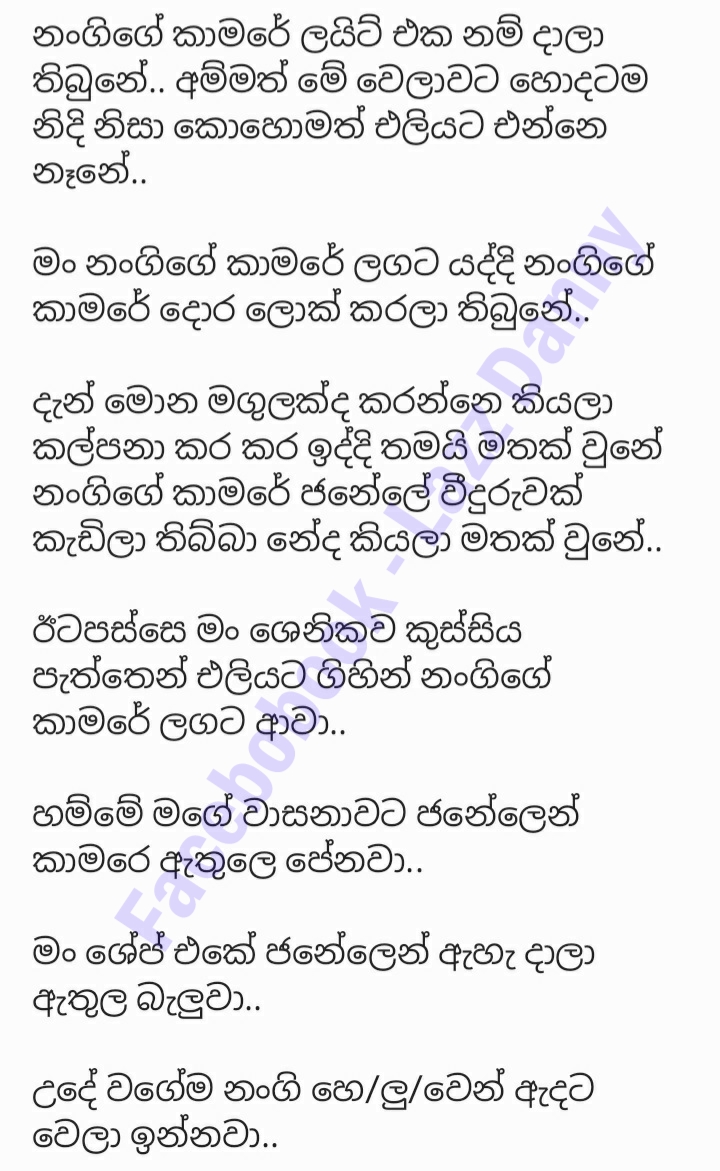 නංගිගේ කාමරේ ලයිට් එක නම් දාලා
තිබුනේ.. අම්මත් මේ වෙලාවට හොදටම
නිදි නිසා කොහොමත් එලියට එන්නෙ
නෑනේ..
මං නංගිගේ කාමරේ ලගට යද්දි නංගිගේ
කාමරේ දොර ලොක් කරලා තිබුනේ..
දැන් මොන මගුලක්ද කරන්නෙ කියලා
කල්පනා කර කර ඉද්දි තමයි මතක් වුනේ
නංගිගේ කාමරේ ජනේලේ වීදුරුවක්
කැඩිලා තිබ්බා නේද කියලා මතක් වුනේ..
ඊටපස්සෙ මං ශෙනිකව කුස්සිය
පැත්තෙන් එලියට ගිහින් නංගිගේ
කාමරේ ලගට ආවා..
හම්මේ මගේ වාසනාවට ජනේලෙන්
කාමරෙ ඇතුලෙ පේනවා..
මං ශේප් එකේ ජනේලෙන් ඇහැ දාලා
ඇතුල බැලුවා..
උදේ වගේම නංගි හෙ/ලු/වෙන් ඇදට
වෙලා ඉන්නවා..
Facebobook - Lazz Danny